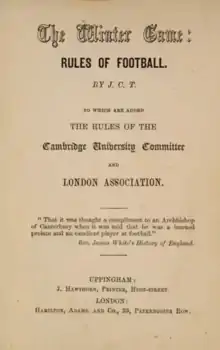 The Winter Game:
RULES OF FOOTBALL.
BY J. C. T.
TO WHICH ARE ADDED
THE RULES OF THE
Cambridge University Committee
AND
LONDON ASSOCIATION.
"That it was thought a compliment to an Archbishop
of Canterbury when it was said that he was a learned
prelate and an excellent player at football."
Rev. James White's History of England.
UPPINGHAM:
J. HAWTHORN, PRINTER, HIGH-STREET.
LONDON:
HAMILTON, ADAMS, AND CO., 33, PATERNOSTER ROW.